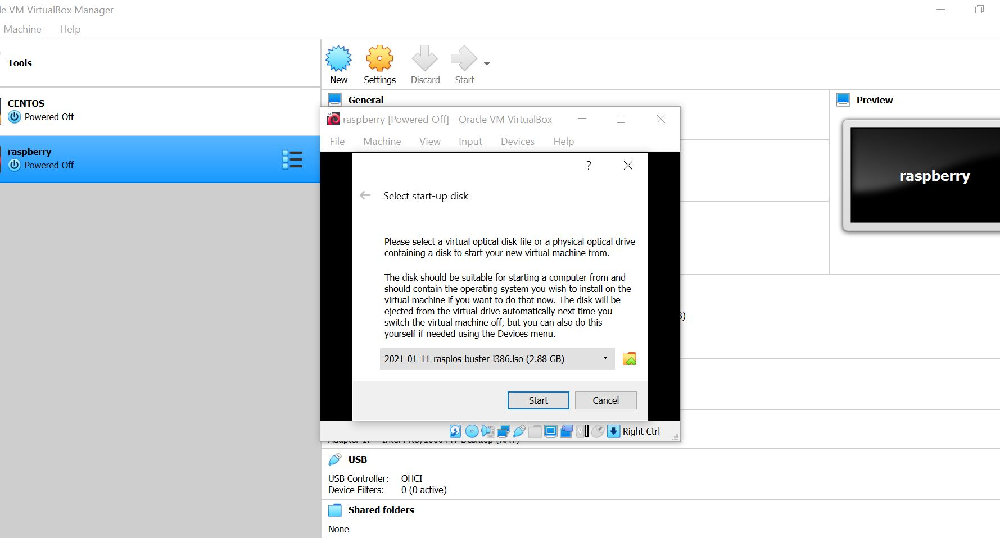 le VM VirtualBox Manager
Machine Help
Tools
New Settings Discard Start
CENTOS
Powered Off
raspberry
Powered Off
General
Preview
raspberry
64
raspberry [Powered Off] - Oracle VM VirtualBox
File Machine View Input Devices Help
?
Select start-up disk
Please select a virtual optical disk file or a physical optical drive
containing a disk to start your new virtual machine from.
The disk should be suitable for starting a computer from and
should contain the operating system you wish to install on the
virtual machine if you want to do that now. The disk will be
ejected from the virtual drive automatically next time you
switch the virtual machine off, but you can also do this
yourself if needed using the Devices menu.
2021-01-11-raspios-buster-i386.iso (2.88 GB)
Start Cancel
Right Ctrl
USB
USB Controller: OHCI
Device Filters: 0 (0 active)
Shared folders
None